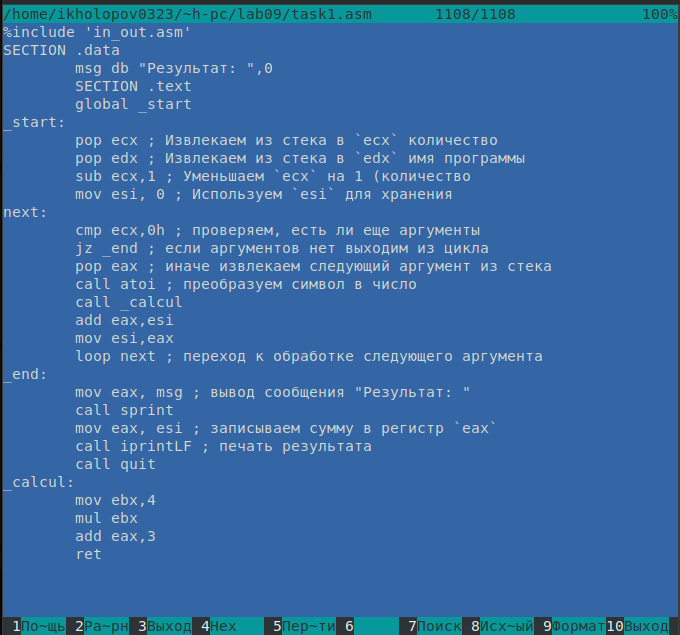 /home/ikholopov0323/~h-pc/lab09/task1.asm 1108/1108 100%
%include 'in_out.asm'
SECTION .data
msg db "Результат: ",0
SECTION .text
global _start
_start:
pop ecx ; Извлекаем из стека в `ecx` количество
pop edx ; Извлекаем из стека в `edx` имя программы
sub ecx,1 ; Уменьшаем `ecx` на 1 (количество
mov esi, 0 ; Используем `esi` для хранения
next:
cmp ecx,0h ; проверяем, есть ли еще аргументы
jz _end ; если аргументов нет выходим из цикла
pop eax ; иначе извлекаем следующий аргумент из стека
call atoi ; преобразуем символ в число
call _calcul
add eax,esi
mov esi,eax
loop next ; переход к обработке следующего аргумента
_end:
mov eax, msg ; вывод сообщения "Результат: "
call sprint
mov eax, esi ; записываем сумму в регистр `eax`
call iprintLF ; печать результата
call quit
_calcul:
mov ebx,4
mul ebx
add eax,3
ret
1По~щь 2Ра~рн 3Выход 4Hex 5Пер~ти 6 7Поиск 8Исх~ый 9Формат 10Выход